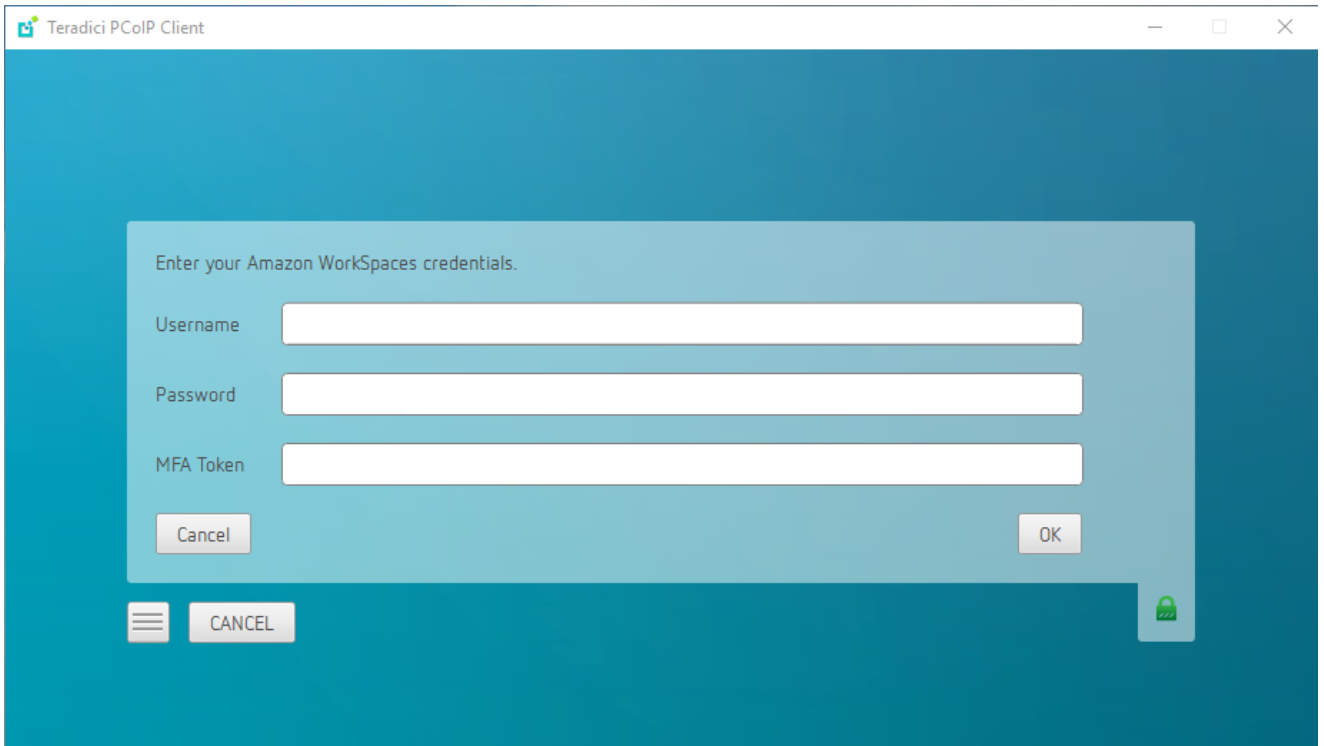 Teradici PCoIP Client
Enter your Amazon WorkSpaces credentials.
Username
Password
MFA Token
Cancel OK
CANCEL